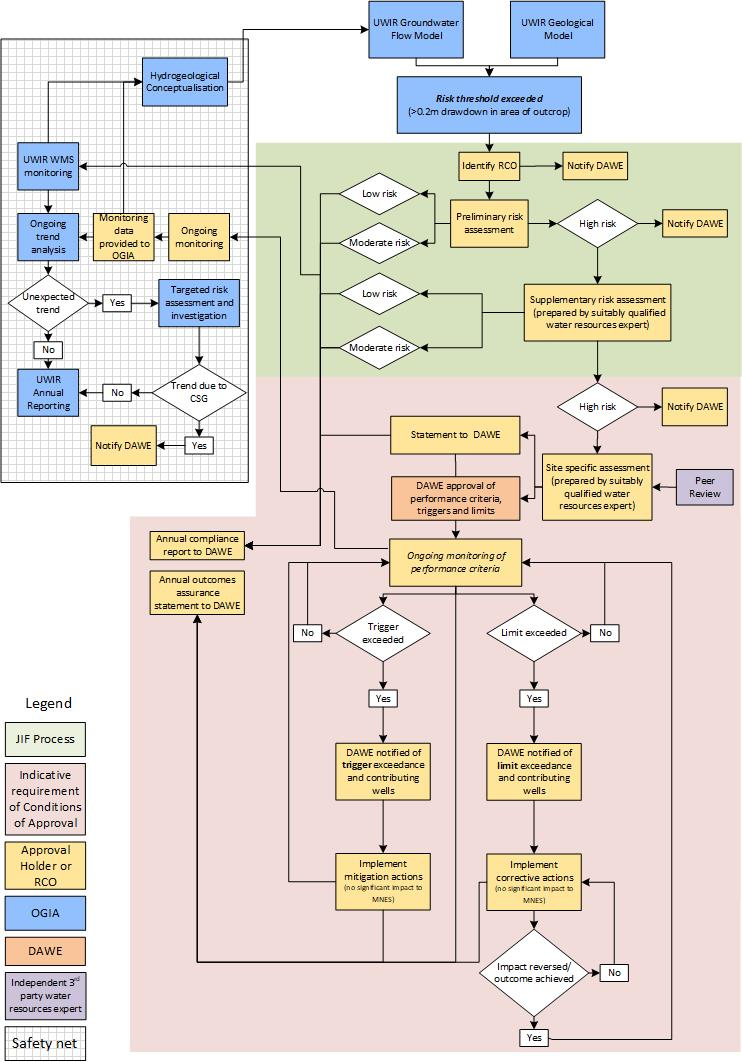 UWIR Groundwater
Flow Model
UWIR Geological
Model
Hydrogeological
Conceptualisation
Risk threshold exceeded
(>0.2m drawdown in area of outcrop)
UWIR WMS
monitoring
Identify RCO
Notify DAWE
Low risk
Preliminary risk
assessment
High risk
Notify DAWE
Ongoing
trend
analysis
Monitoring
data
provided to
OGIA
Ongoing
monitoring
Moderate risk
Unexpected
trend
Yes
Targeted risk
assessment and
investigation
Low risk
Supplementary risk assessment
(prepared by suitably qualified
water resources expert)
No
Moderate risk
UWIR
Annual
Reporting
No
Trend due to
CSG
High risk
Notify DAWE
Notify DAWE
Yes
Statement to DAWE
Site specific assessment
(prepared by suitably
qualified water
resources expert)
Peer
Review
DAWE approval of
performance criteria,
triggers and limits
Annual compliance
report to DAWE
Ongoing monitoring of
performance criteria
Annual outcomes
assurance
statement to DAWE
No
Trigger
exceeded
Limit exceeded
No
Yes
Yes
DAWE notified of
trigger exceedance
and contributing
wells
DAWE notified of
limit exceedance
and contributing
wells
Implement
mitigation actions
(no significant impact to
MNES)
Implement
corrective actions
(no significant impact to
MNES)
Impact reversed/
outcome achieved
No
Yes
Legend
JIF Process
Indicative
requirement
of Conditions
of Approval
Approval
Holder or
RCO
OGIA
DAWE
Independent 3rd
party water
resources expert
Safety net